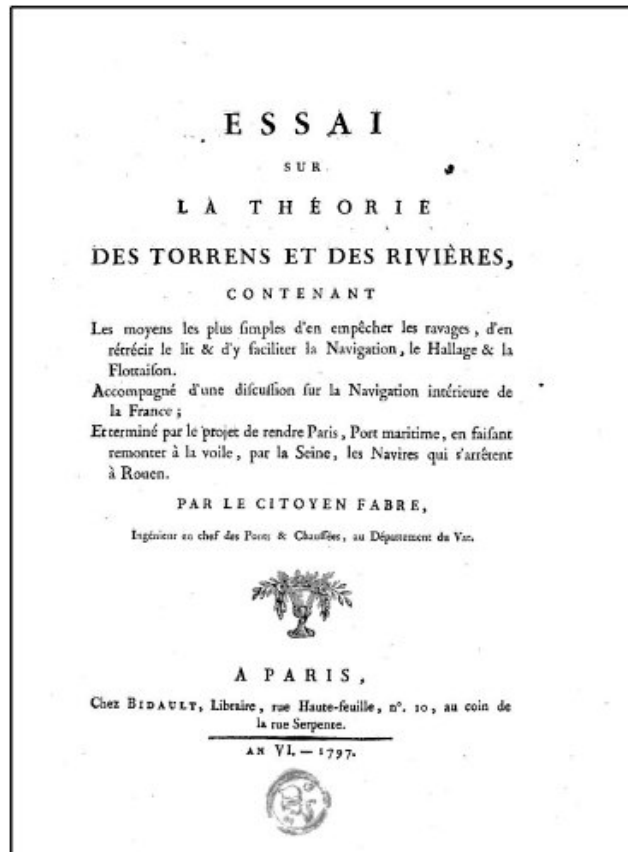 ESSAI
SUR
LA THÉORIE
DES TORRENS ET DES RIVIÈRES,
CONTENANT
Les moyens les plus ſimples d'en empêcher les ravages, d'en
rétrécir le lit & d'y faciliter la Navigation, le Hallage & la
Flottaiſon.
Accompagné d'une diſcuſſion ſur la Navigation intérieure de
la France ;
Et terminé par le projet de rendre Paris, Port maritime, en faiſant
remonter à la voile, par la Seine, les Navires qui s'arrêtent
à Rouen.
PAR LE CITOYEN FABRE,
Ingénieur en chef des Ponts & Chauſſées, au Département du Var.
A PARIS,
Chez BIDAULT, Libraire, rue Haute-feuille, n°. 10, au coin de
la rue Serpente.
AN VI. — 1797.